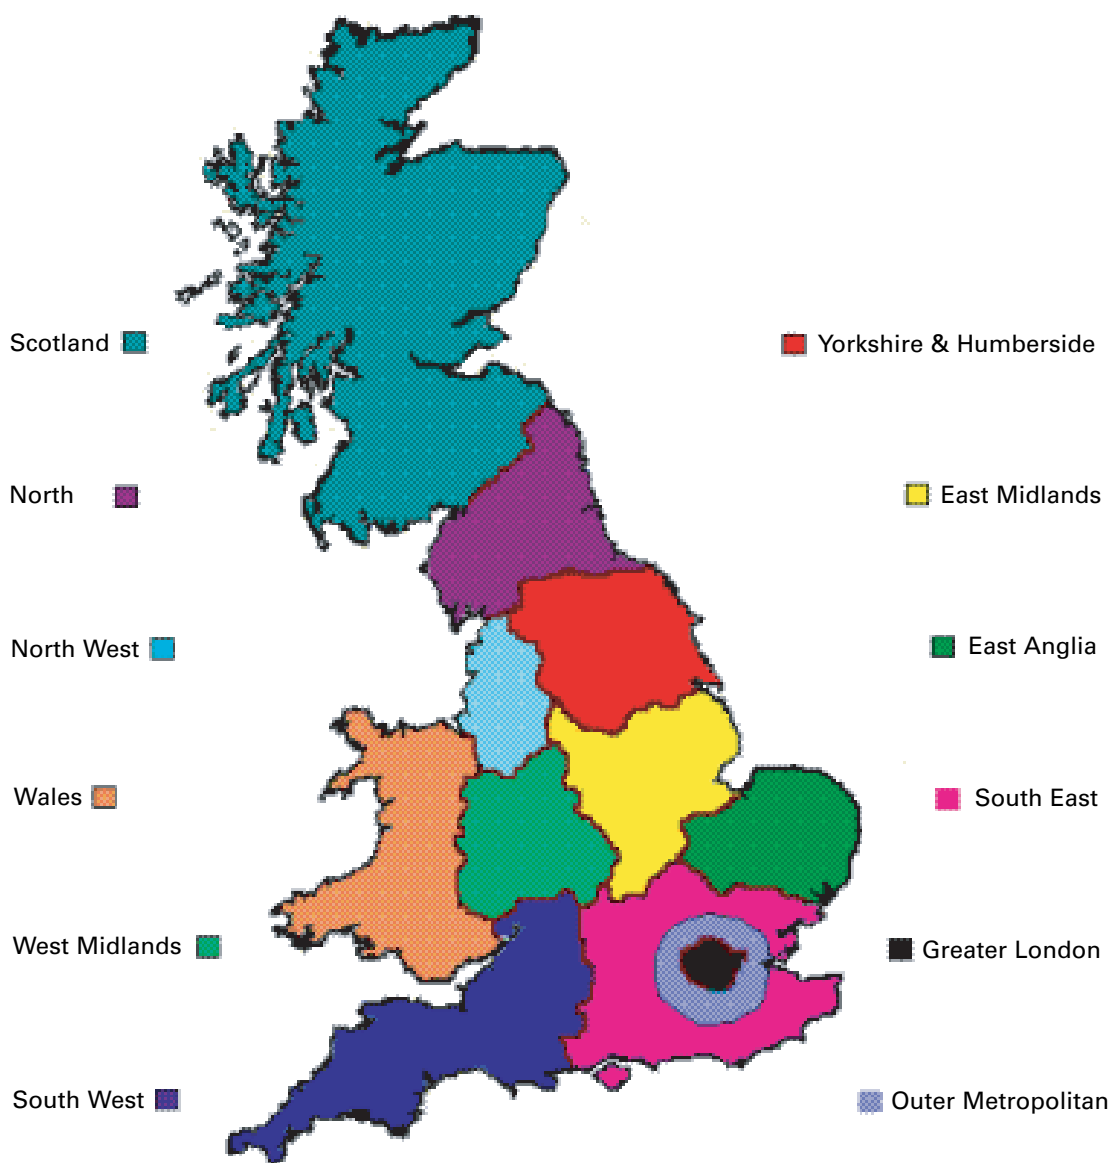 Scotland
Yorkshire & Humberside
North
East Midlands
North West
East Anglia
Wales
South East
West Midlands
Greater London
South West
Outer Metropolitan